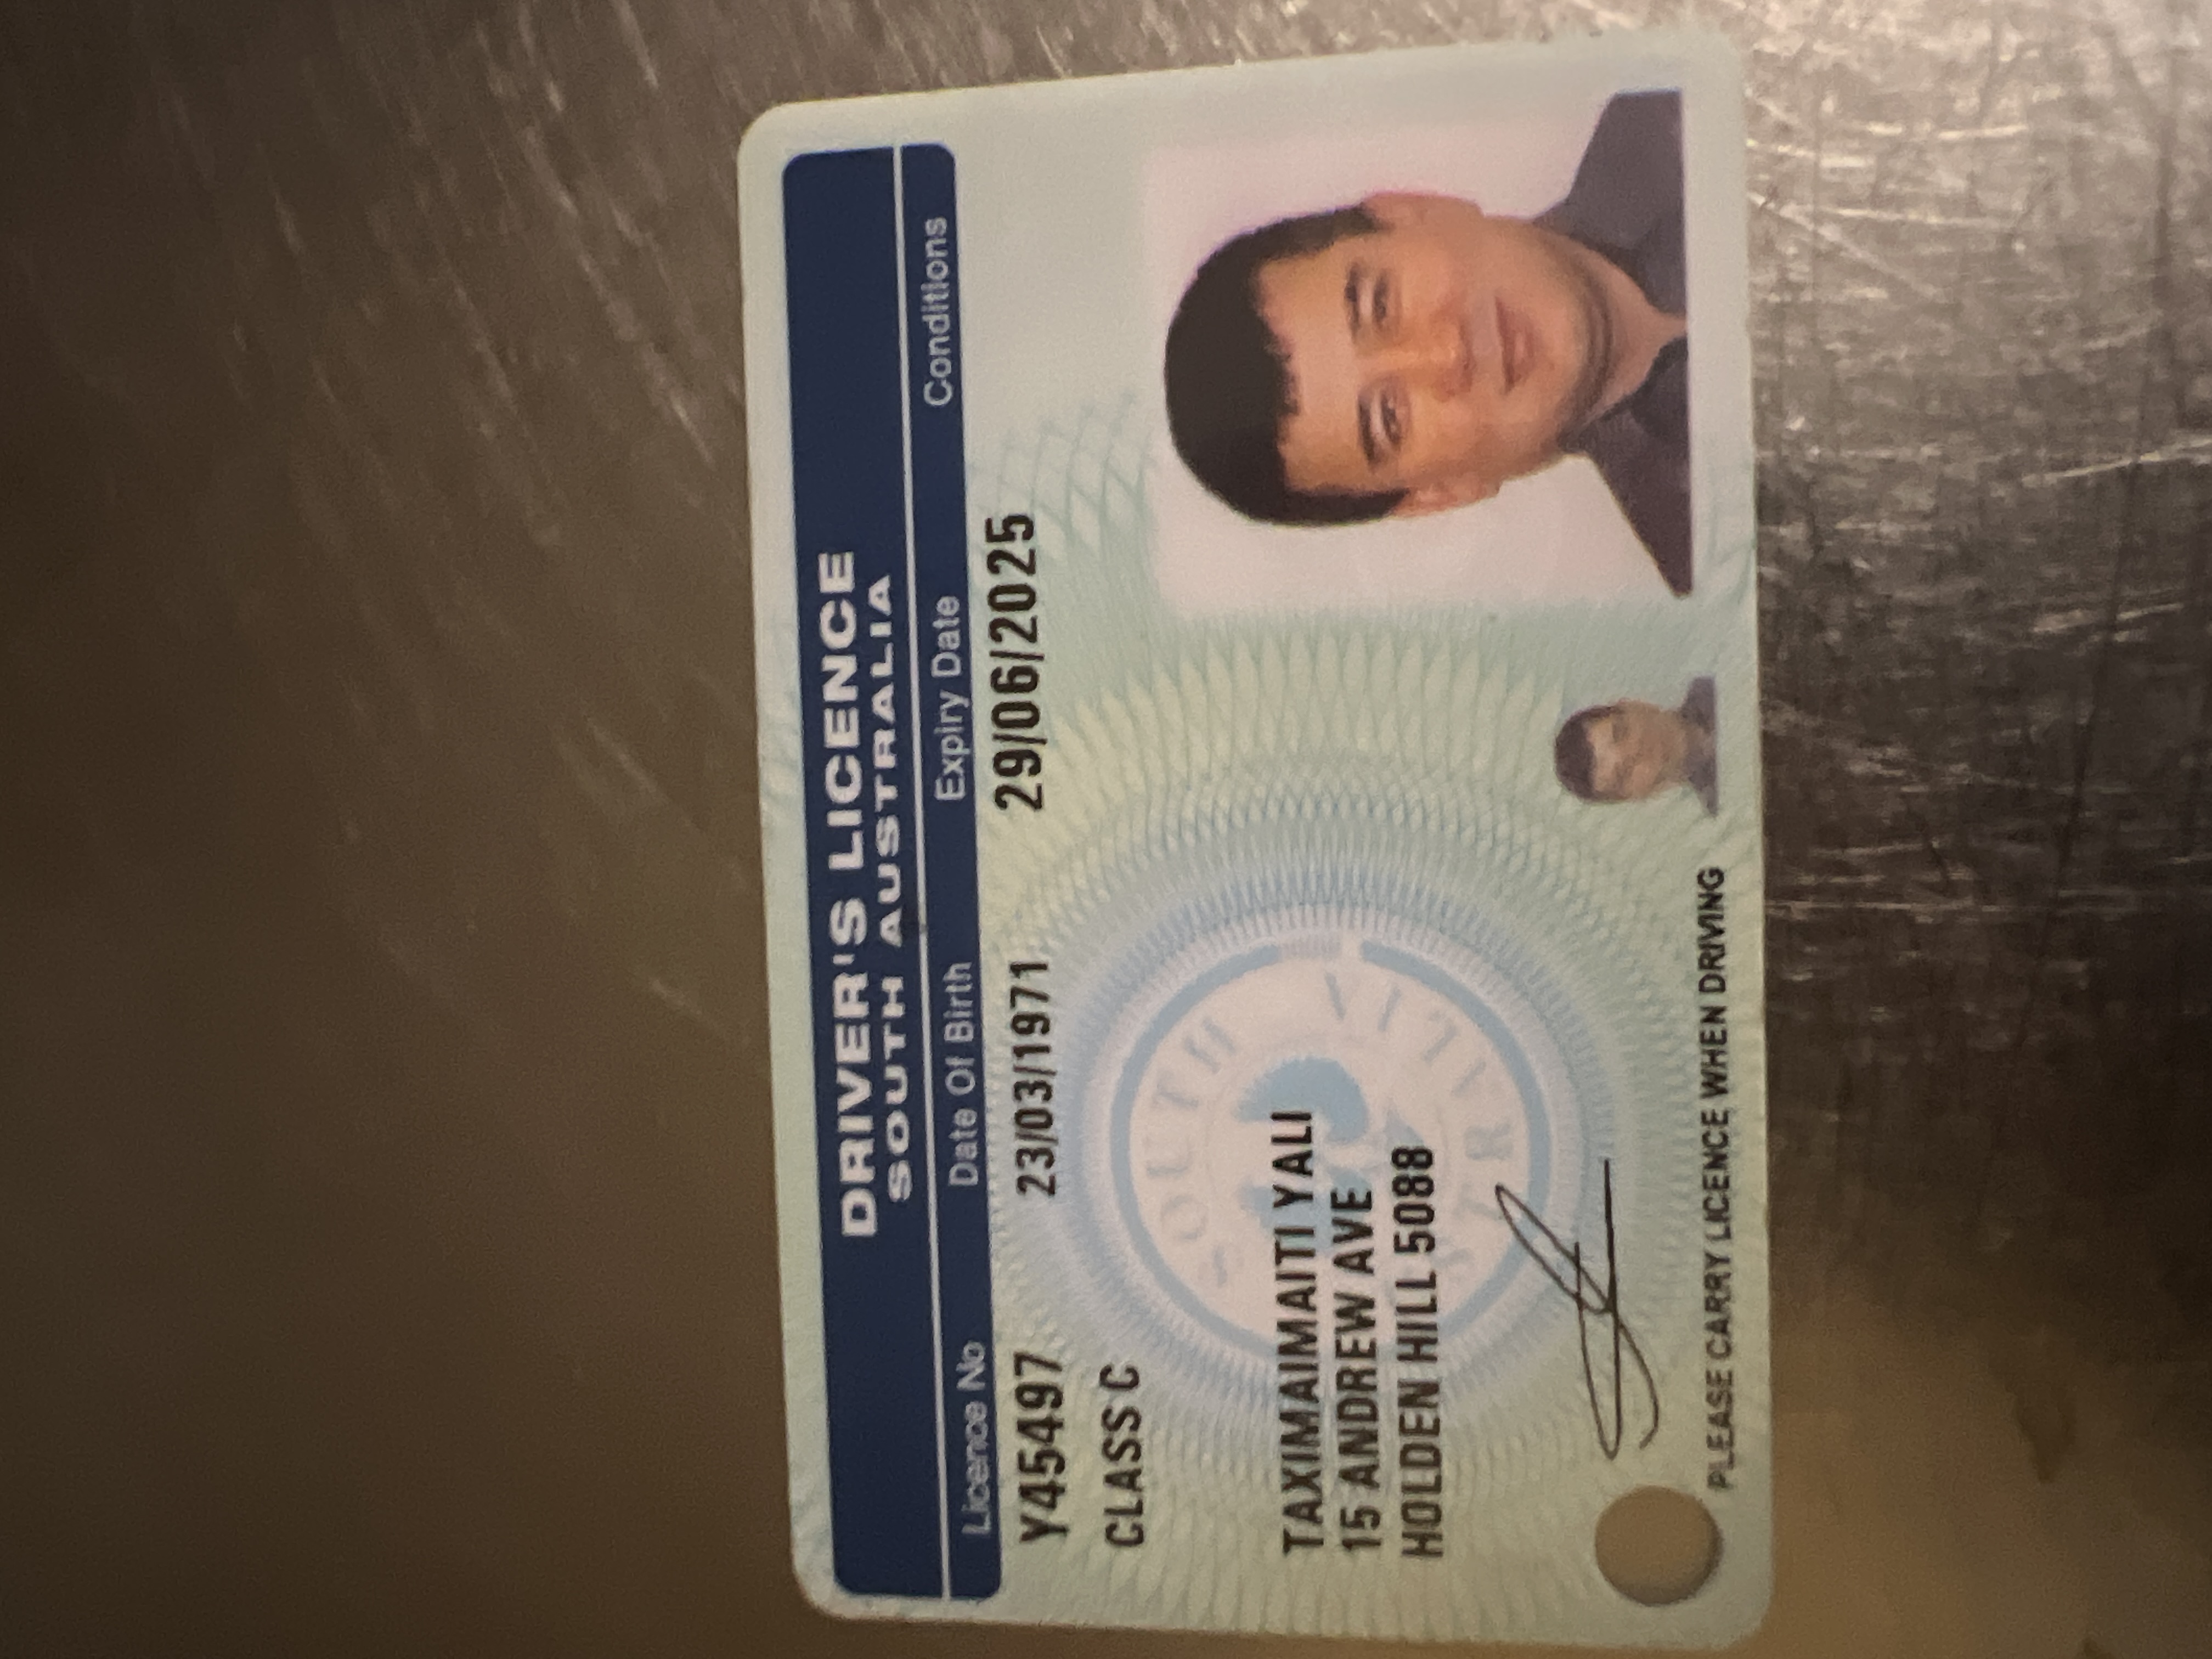 DRIVER'S LICENCE
SOUTH AUSTRALIA
Licence No Date Of Birth Expiry Date Conditions
Y45497 23/03/1971 29/06/2025
CLASS C
SOUTH
TAXIMAIMAITI YALI
15 ANDREW AVE
HOLDEN HILL 5088
PLEASE CARRY LICENCE WHEN DRIVING